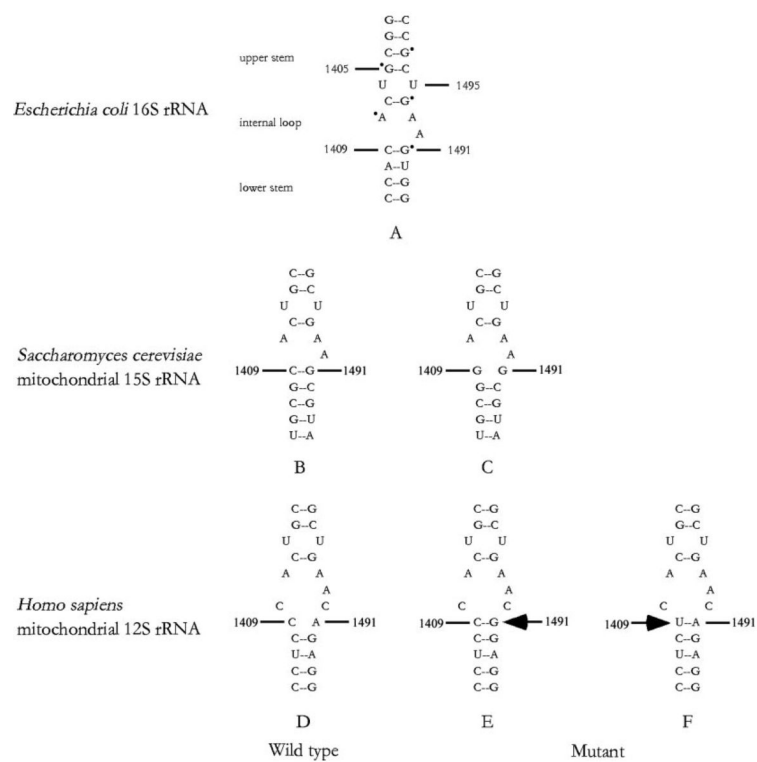 G--C
G--C
C--G•
upper stem
1405 •G--C
U U 1495
C--G•
Escherichia coli 16S rRNA
internal loop
•A A
A
1409 C--G• 1491
A--U
lower stem
C--G
C--G
A
C--G C--G
G--C G--C
U U U U
C--G C--G
A A A A
Saccharomyces cerevisiae
A A
mitochondrial 15S rRNA
1409 C--G 1491 1409 G G 1491
G--C G--C
C--G C--G
G--U G--U
U--A U--A
B C
C--G C--G C--G
G--C G--C G--C
U U U U U U
C--G C--G C--G
A A A A A A
A A A
Homo sapiens
C C C C C C
mitochondrial 12S rRNA
1409 C A 1491 1409 C--G 1491 1409 U--A 1491
C--G C--G C--G
U--A U--A U--A
C--G C--G C--G
C--G C--G C--G
D E F
Wild type Mutant